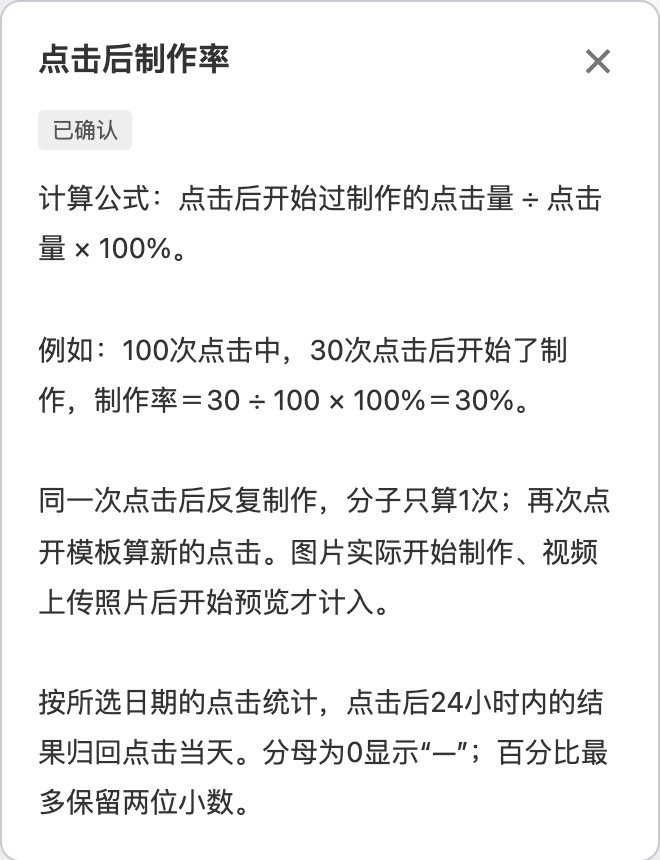 点击后制作率
已确认
计算公式：点击后开始过制作的点击量 ÷ 点击
量 × 100%。
例如：100次点击中，30次点击后开始了制
作，制作率＝30 ÷ 100 × 100%＝30%。
同一次点击后反复制作，分子只算1次；再次点
开模板算新的点击。图片实际开始制作、视频
上传照片后开始预览才计入。
按所选日期的点击统计，点击后24小时内的结
果归回点击当天。分母为0显示“—”；百分比最
多保留两位小数。